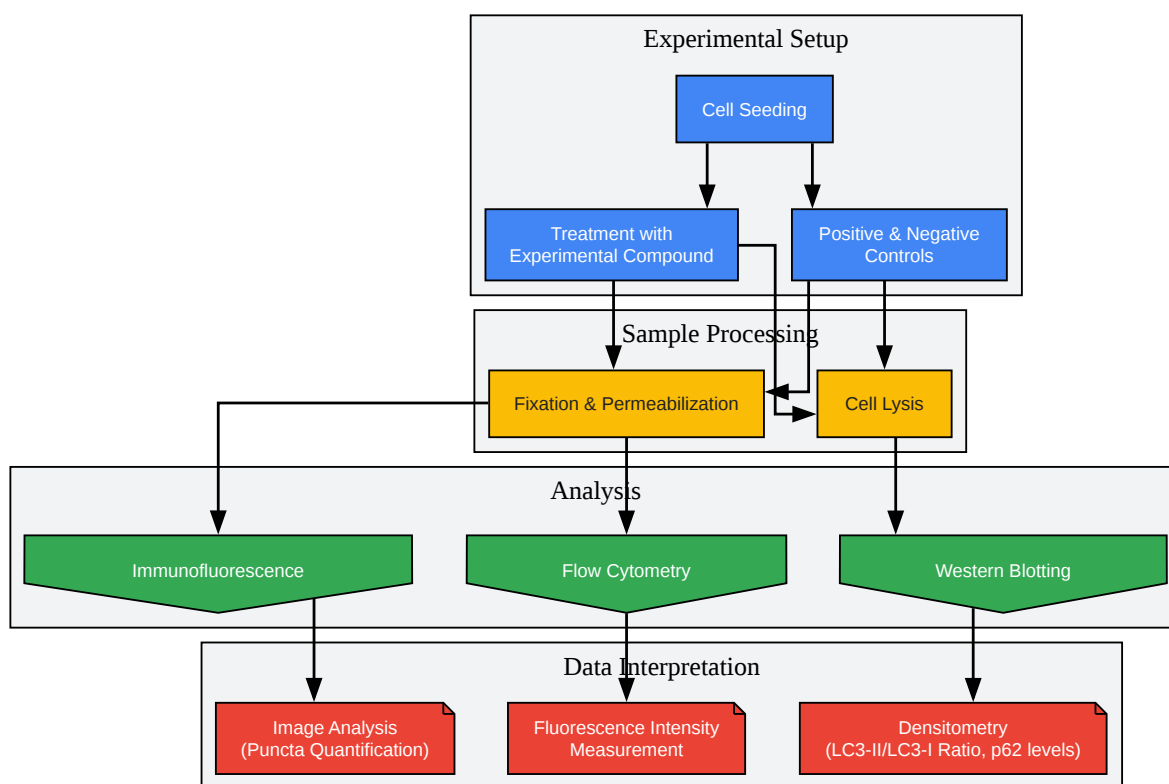 Experimental Setup
Cell Seeding
Treatment with
Experimental Compound
Positive & Negative
Controls
Sample Processing
Fixation & Permeabilization
Cell Lysis
Analysis
Immunofluorescence
Flow Cytometry
Western Blotting
Data Interpretation
Image Analysis
(Puncta Quantification)
Fluorescence Intensity
Measurement
Densitometry
(LC3-II/LC3-I Ratio, p62 levels)